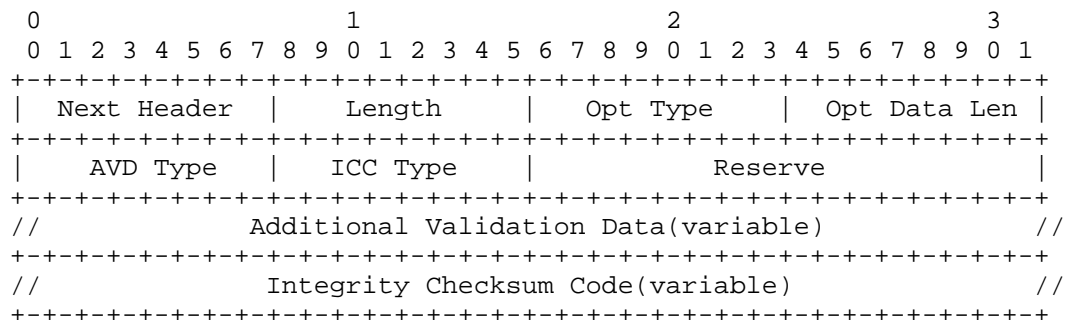 0                   1                   2                   3
 0 1 2 3 4 5 6 7 8 9 0 1 2 3 4 5 6 7 8 9 0 1 2 3 4 5 6 7 8 9 0 1
+-+-+-+-+-+-+-+-+-+-+-+-+-+-+-+-+-+-+-+-+-+-+-+-+-+-+-+-+-+-+-+-+
|  Next Header  |    Length     |   Opt Type    |  Opt Data Len |
+-+-+-+-+-+-+-+-+-+-+-+-+-+-+-+-+-+-+-+-+-+-+-+-+-+-+-+-+-+-+-+-+
|    AVD Type   |   ICC Type    |           Reserve             |
+-+-+-+-+-+-+-+-+-+-+-+-+-+-+-+-+-+-+-+-+-+-+-+-+-+-+-+-+-+-+-+-+
//             Additional Validation Data(variable)             //
+-+-+-+-+-+-+-+-+-+-+-+-+-+-+-+-+-+-+-+-+-+-+-+-+-+-+-+-+-+-+-+-+
//              Integrity Checksum Code(variable)               //
+-+-+-+-+-+-+-+-+-+-+-+-+-+-+-+-+-+-+-+-+-+-+-+-+-+-+-+-+-+-+-+-+